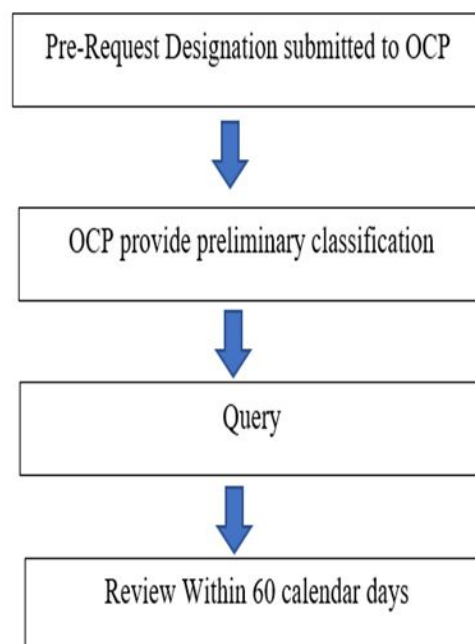 Pre-Request Designation submitted to OCP
OCP provide preliminary classification
Query
Review Within 60 calendar days